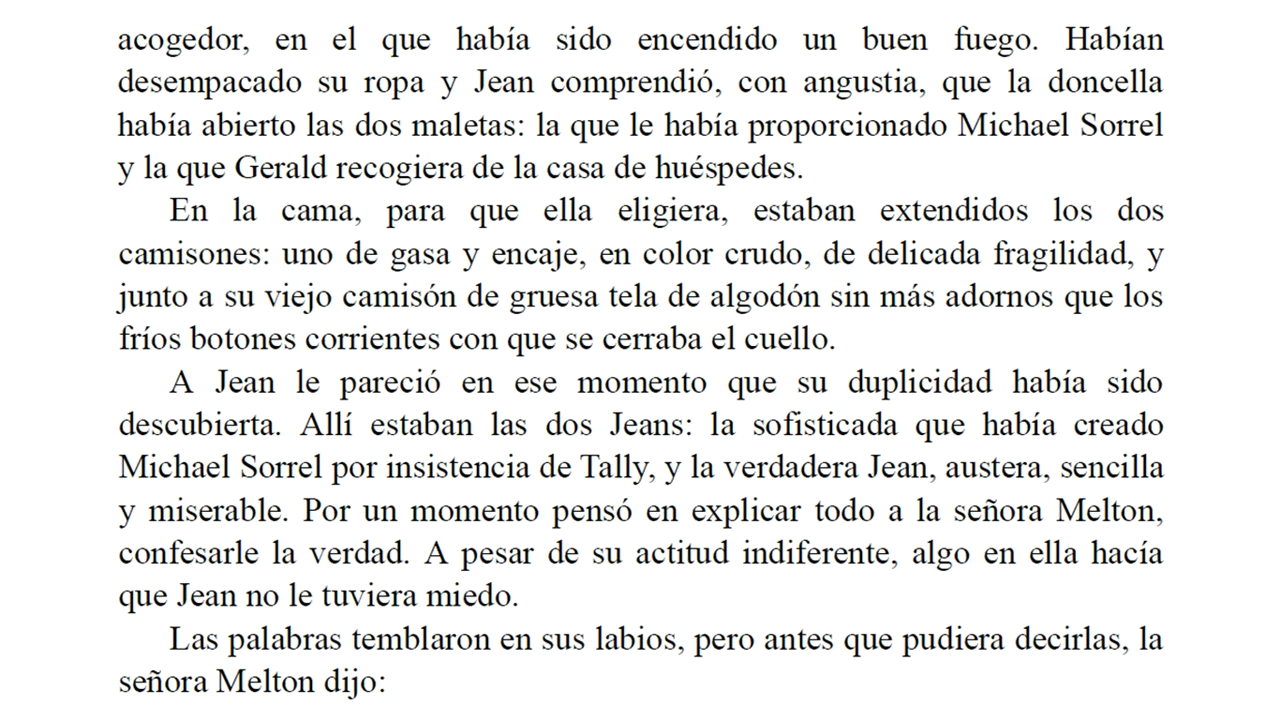 acogedor, en el que había sido encendido un buen fuego. Habían
desempacado su ropa y Jean comprendió, con angustia, que la doncella
había abierto las dos maletas: la que le había proporcionado Michael Sorrel
y la que Gerald recogiera de la casa de huéspedes.
En la cama, para que ella eligiera, estaban extendidos los dos
camisones: uno de gasa y encaje, en color crudo, de delicada fragilidad, y
junto a su viejo camisón de gruesa tela de algodón sin más adornos que los
fríos botones corrientes con que se cerraba el cuello.
A Jean le pareció en ese momento que su duplicidad había sido
descubierta. Allí estaban las dos Jeans: la sofisticada que había creado
Michael Sorrel por insistencia de Tally, y la verdadera Jean, austera, sencilla
y miserable. Por un momento pensó en explicar todo a la señora Melton,
confesarle la verdad. A pesar de su actitud indiferente, algo en ella hacía
que Jean no le tuviera miedo.
Las palabras temblaron en sus labios, pero antes que pudiera decirlas, la
señora Melton dijo: